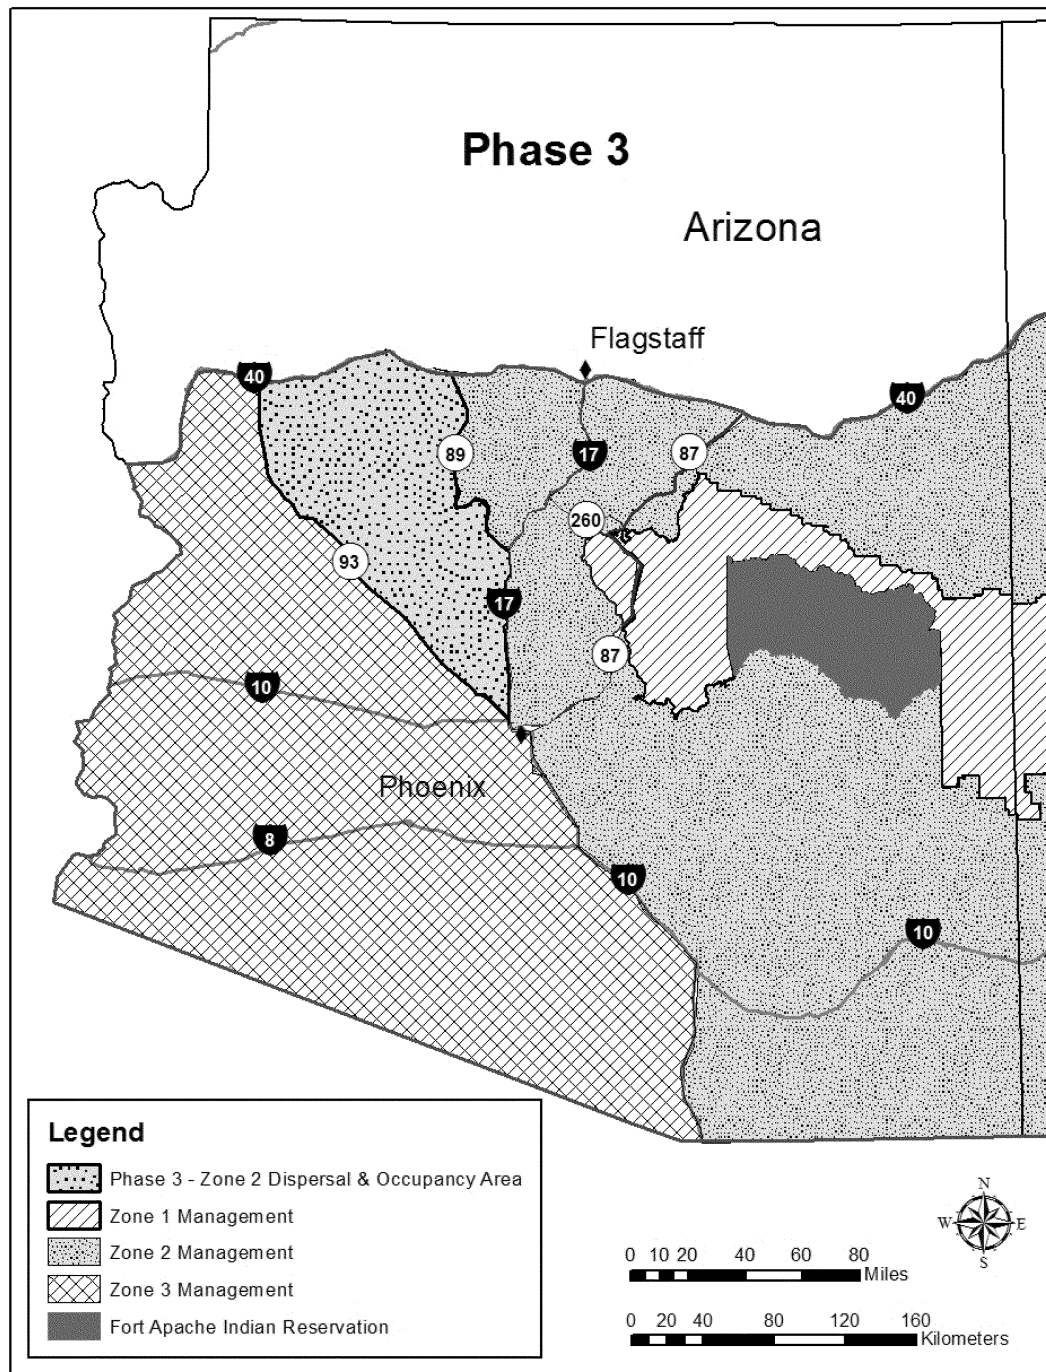 Phase 3
Arizona
Flagstaff
40
40
89
17
87
260
93
17
87
10
Phoenix
8
10
10
Legend
Phase 3 - Zone 2 Dispersal & Occupancy Area
Zone 1 Management
Zone 2 Management
Zone 3 Management
Fort Apache Indian Reservation
N
W E
S
0 10 20 40 60 80
Miles
0 20 40 80 120 160
Kilometers